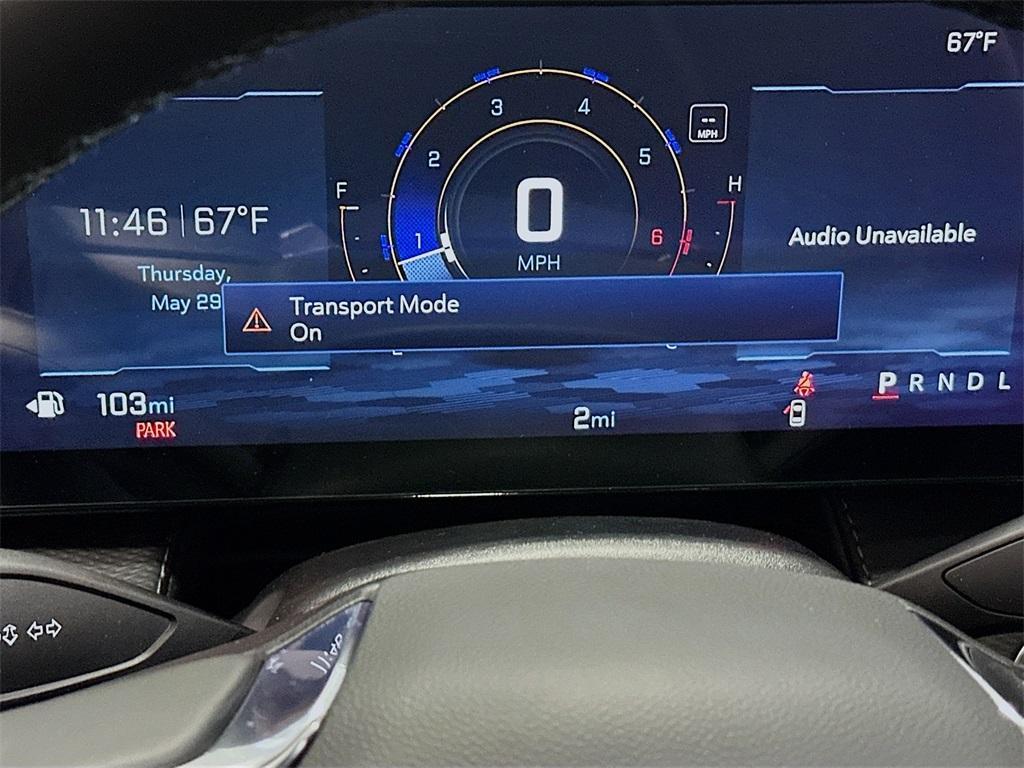 67°F
3 4
--
MPH
2 5
F H
11:46 67°F
0
1 6
Audio Unavailable
MPH
Thursday,
May 29
Transport Mode
On
P R N D L
103mi
2mi
PARK